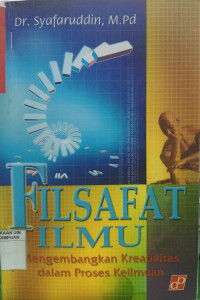 Dr. Syafaruddin, M.Pd
FILSAFAT
ILMU
Mengembangkan Kreativitas
dalam Proses Keilmuan